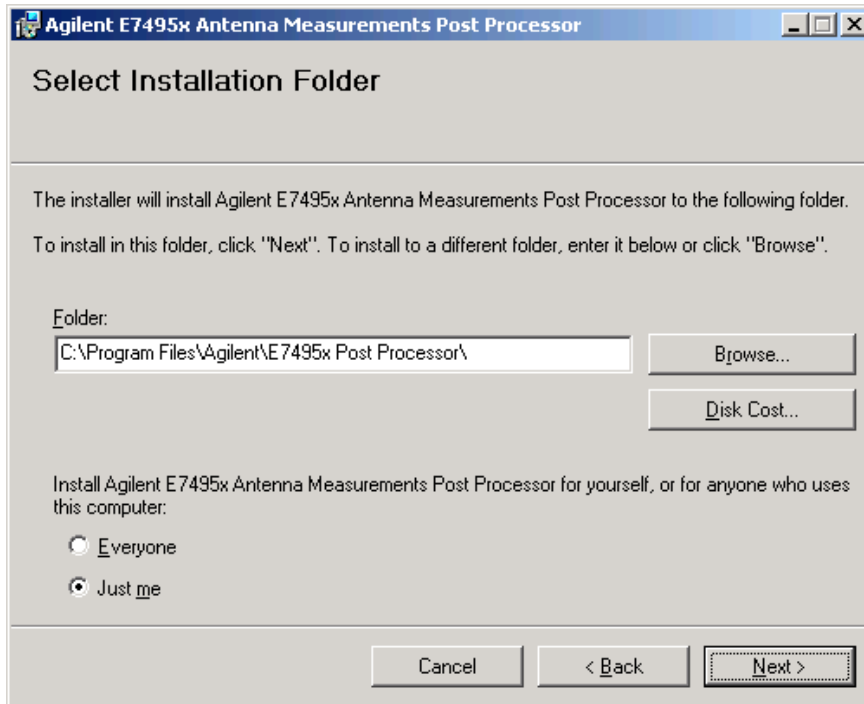 Agilent E7495x Antenna Measurements Post Processor
Select Installation Folder
The installer will install Agilent E7495x Antenna Measurements Post Processor to the following folder.
To install in this folder, click "Next". To install to a different folder, enter it below or click "Browse".
Folder:
C:\Program Files\Agilent\E7495x Post Processor\
Browse...
Disk Cost...
Install Agilent E7495x Antenna Measurements Post Processor for yourself, or for anyone who uses
this computer:
Everyone
Just me
Cancel
< Back
Next >